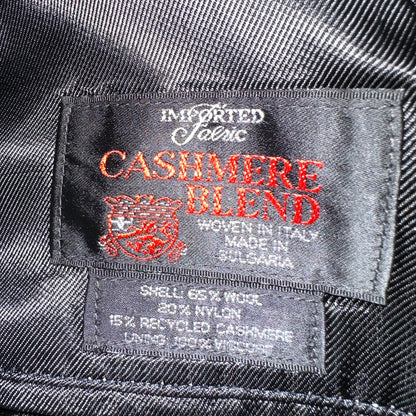 IMPORTED
Fabric
CASHMERE
BLEND
WOVEN IN ITALY
MADE IN
BULGARIA
SHELL: 65% WOOL
20% NYLON
15% RECYCLED CASHMERE
LINING: 100% VISCOSE